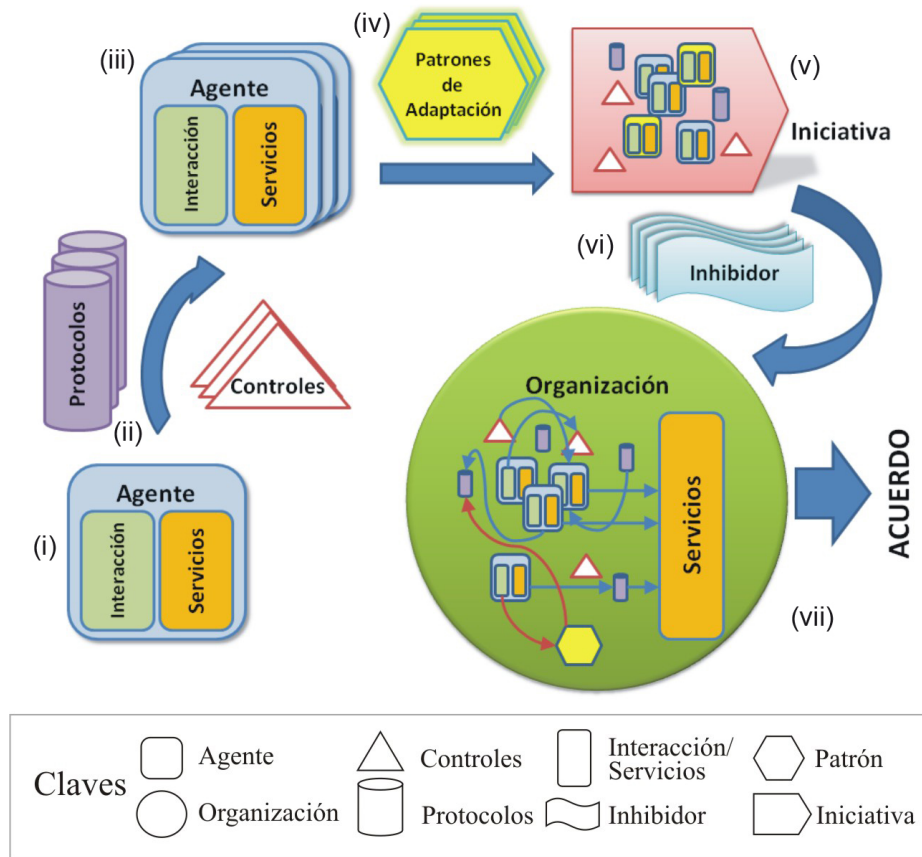 (iii)
Agente
Interacción
Servicios
(iv)
Patrones
de
Adaptación
(v)
Iniciativa
(vi)
Inhibidor
Protocolos
(ii)
Controles
(i)
Agente
Interacción
Servicios
Organización
Servicios
ACUERDO
(vii)
Claves
Agente
Controles
Interacción/
Servicios
Patrón
Organización
Protocolos
Inhibidor
Iniciativa